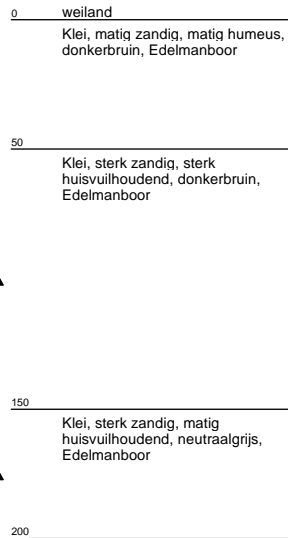 0 weiland
Klei, matig zandig, matig humeus,
donkerbruin, Edelmanboor
50
Klei, sterk zandig, sterk
huisvuilhoudend, donkerbruin,
Edelmanboor
150
Klei, sterk zandig, matig
huisvuilhoudend, neutraalgrijs,
Edelmanboor
200